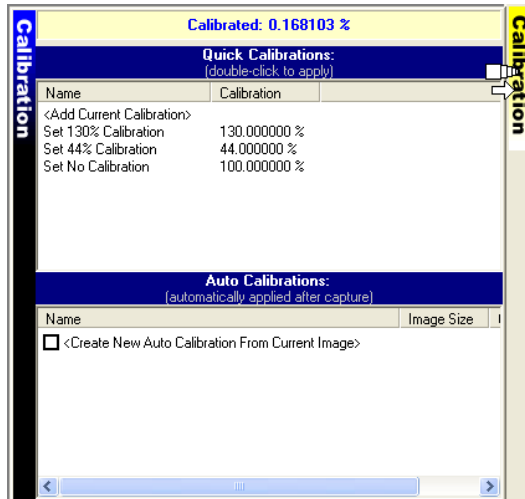 Calibration
Calibrated: 0.168103 %
Quick Calibrations:
(double-click to apply)
Name Calibration
<Add Current Calibration>
Set 130% Calibration 130.000000 %
Set 44% Calibration 44.000000 %
Set No Calibration 100.000000 %
Auto Calibrations:
(automatically applied after capture)
Name Image Size
<Create New Auto Calibration From Current Image>
Calibration